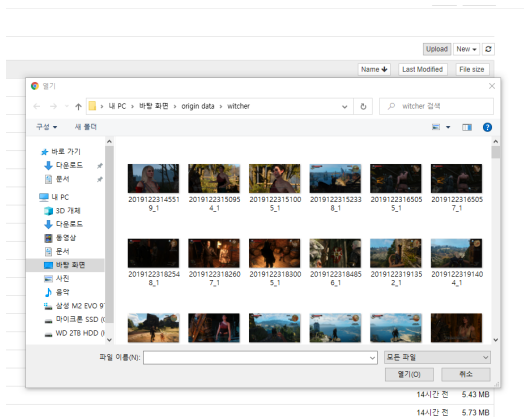 Upload New
Name Last Modified File size
열기
내 PC › 바탕 화면 › origin data › witcher
witcher 검색
구성 새 폴더
바로 가기
다운로드
문서
내 PC
3D 개체
다운로드
동영상
문서
바탕 화면
사진
음악
삼성 M2 EVO 9
마이크론 SSD (
WD 2TB HDD (
20191223145519_1
20191223150954_1
20191223151005_1
20191223152338_1
20191223165055_1
20191223165057_1
20191223182548_1
20191223182607_1
20191223183005_1
20191223184856_1
20191223191352_1
20191223191404_1
파일 이름(N):
모든 파일
열기(O) 취소
14시간 전 5.43 MB
14시간 전 5.73 MB